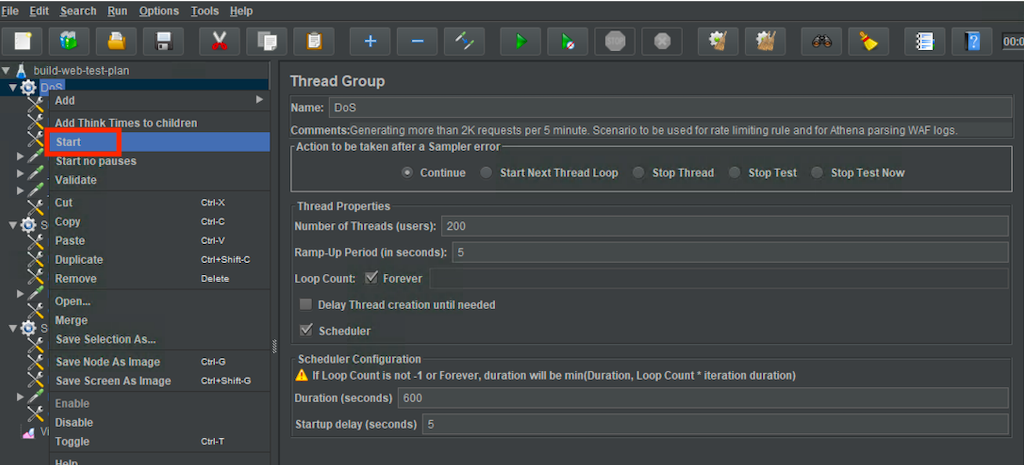 File Edit Search Run Options Tools Help
00:0
build-web-test-plan
DoS
Add
Add Think Times to children
Start
Start no pauses
Validate
Cut Ctrl-X
Copy Ctrl-C
Paste Ctrl-V
Duplicate Ctrl+Shift-C
Remove Delete
Open...
Merge
Save Selection As...
Save Node As Image Ctrl-G
Save Screen As Image Ctrl+Shift-G
Enable
Disable
Toggle Ctrl-T
Help
S
S
Vi
Thread Group
Name: DoS
Comments:Generating more than 2K requests per 5 minute. Scenario to be used for rate limiting rule and for Athena parsing WAF logs.
Action to be taken after a Sampler error
Continue Start Next Thread Loop Stop Thread Stop Test Stop Test Now
Thread Properties
Number of Threads (users): 200
Ramp-Up Period (in seconds): 5
Loop Count: Forever
Delay Thread creation until needed
Scheduler
Scheduler Configuration
If Loop Count is not -1 or Forever, duration will be min(Duration, Loop Count * iteration duration)
Duration (seconds) 600
Startup delay (seconds) 5